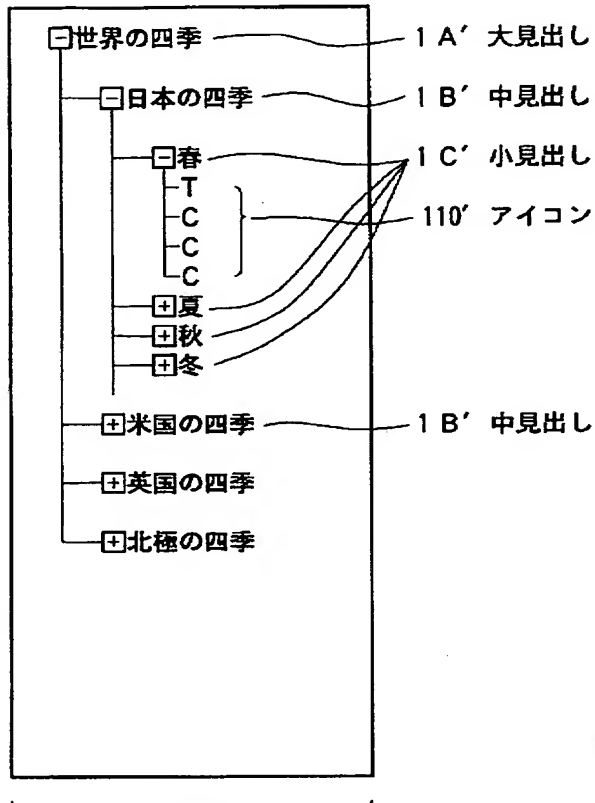 世界の四季 1A′ 大見出し
日本の四季 1B′ 中見出し
春 1C′ 小見出し
T
C 110′ アイコン
C
C
夏
秋
冬
米国の四季 1B′ 中見出し
英国の四季
北極の四季